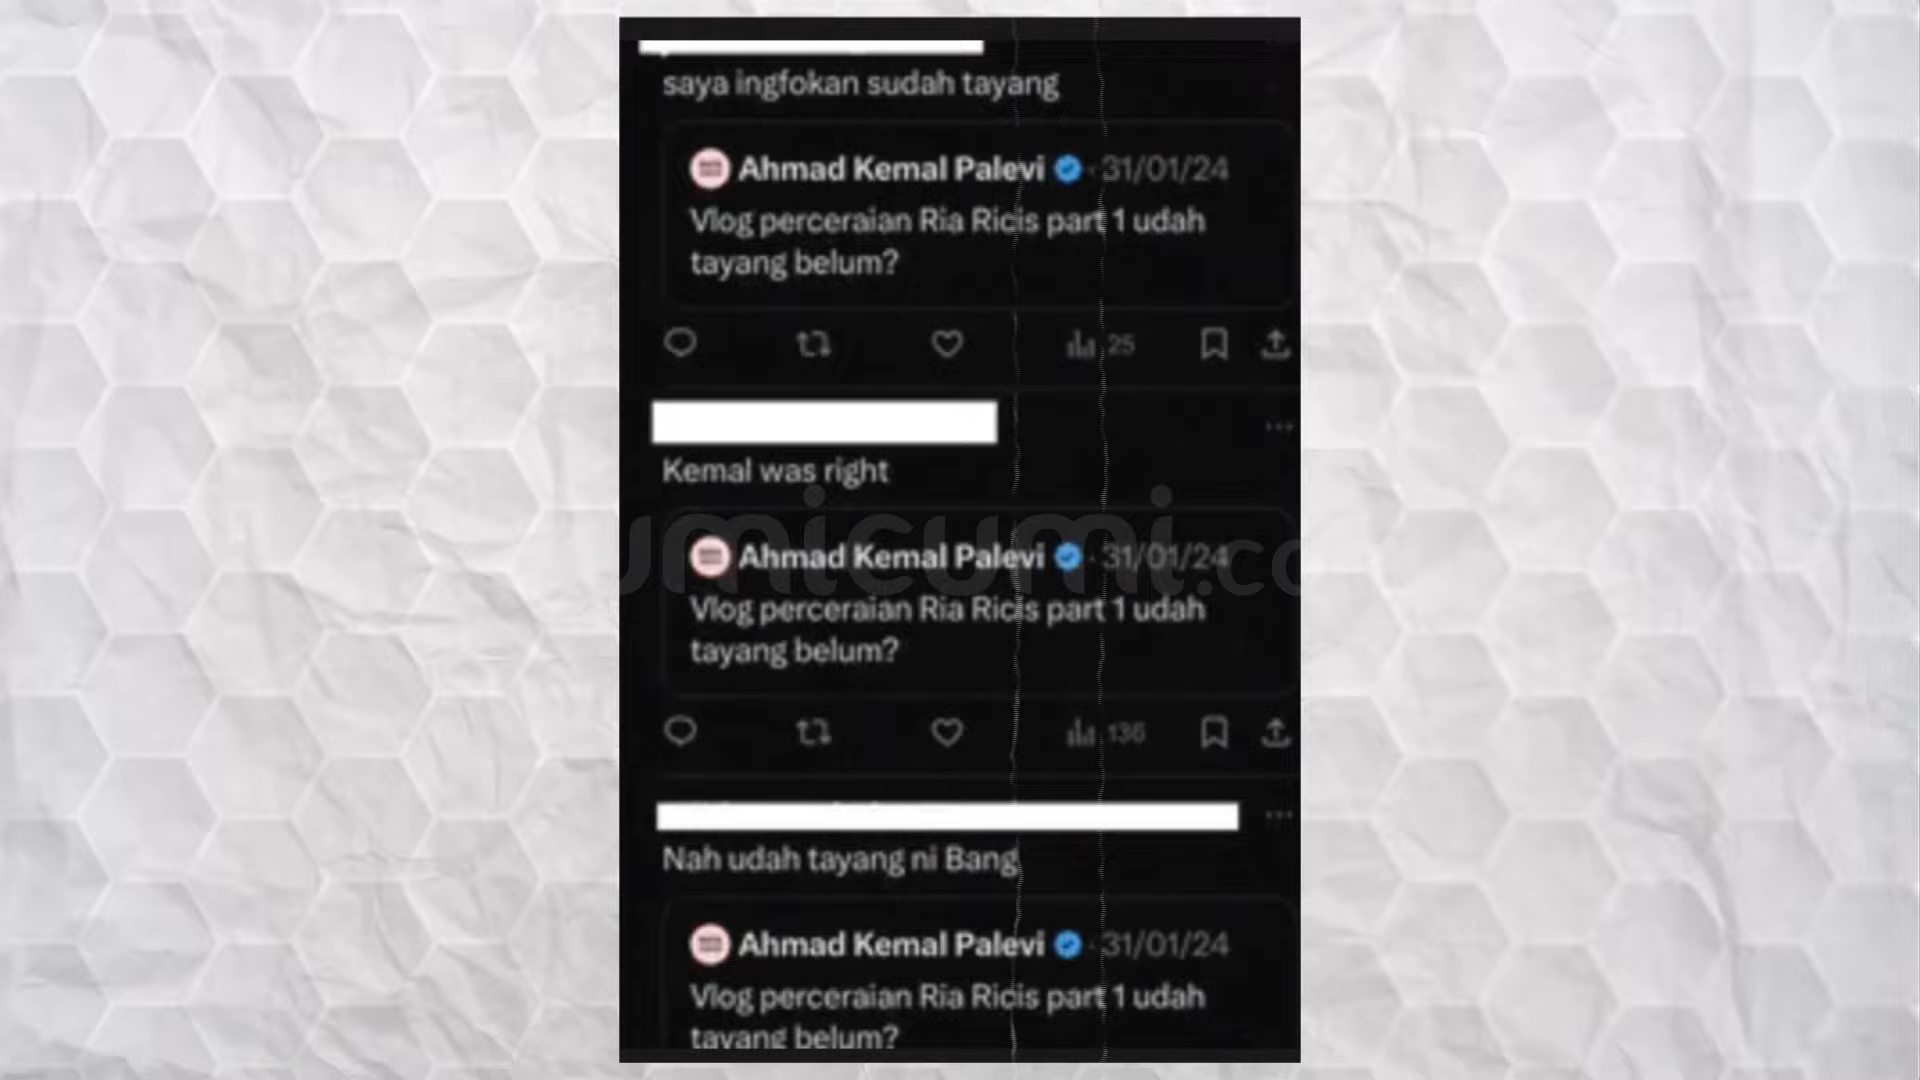 saya ingfokan sudah tayang
Ahmad Kemal Palevi · 31/01/24
Vlog perceraian Ria Ricis part 1 udah
tayang belum?
25
Kemal was right
umicumi.co
Ahmad Kemal Palevi · 31/01/24
Vlog perceraian Ria Ricis part 1 udah
tayang belum?
136
Nah udah tayang ni Bang
Ahmad Kemal Palevi · 31/01/24
Vlog perceraian Ria Ricis part 1 udah
tayang belum?